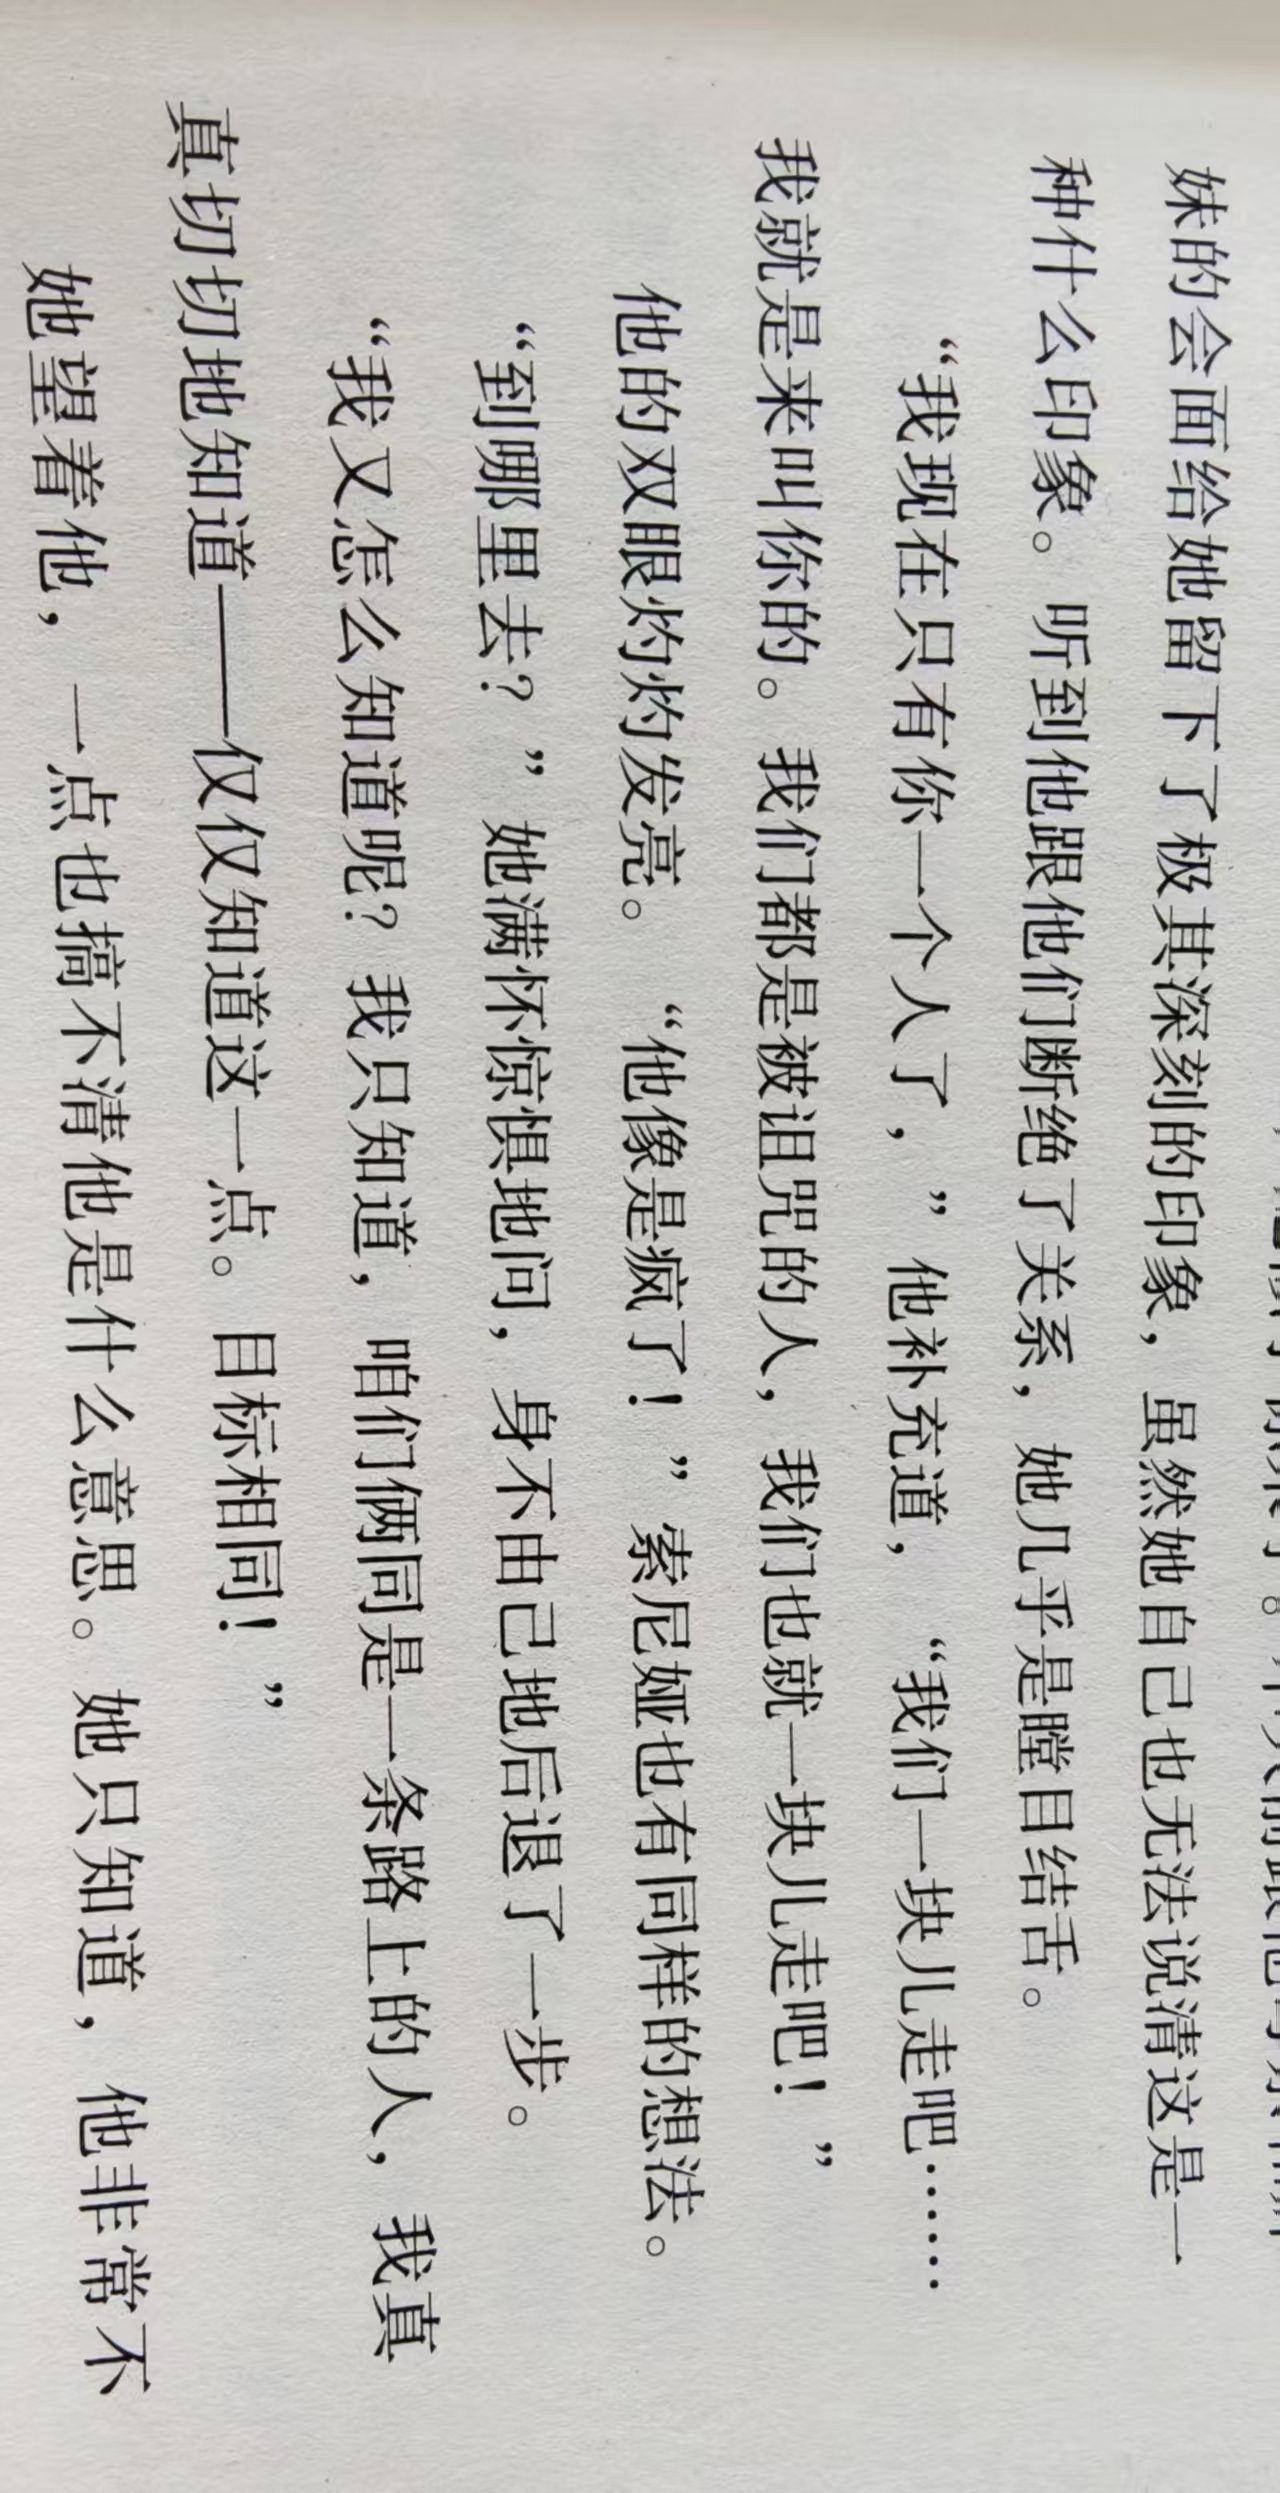 妹的会面给她留下了极其深刻的印象，虽然她自己也无法说清这是一
种什么印象。听到他跟他们断绝了关系，她几乎是瞠目结舌。
“我现在只有你一个人了，”他补充道，“我们一块儿走吧……
我就是来叫你的。我们都是被诅咒的人，我们也就一块儿走吧！”
他的双眼灼灼发亮。“他像是疯了！”索尼娅也有同样的想法。
“到哪里去？”她满怀惊惧地问，身不由己地后退了一步。
“我又怎么知道呢？我只知道，咱们俩同是一条路上的人，我真
真切切地知道——仅仅知道这一点。目标相同！”
她望着他，一点也搞不清他是什么意思。她只知道，他非常不